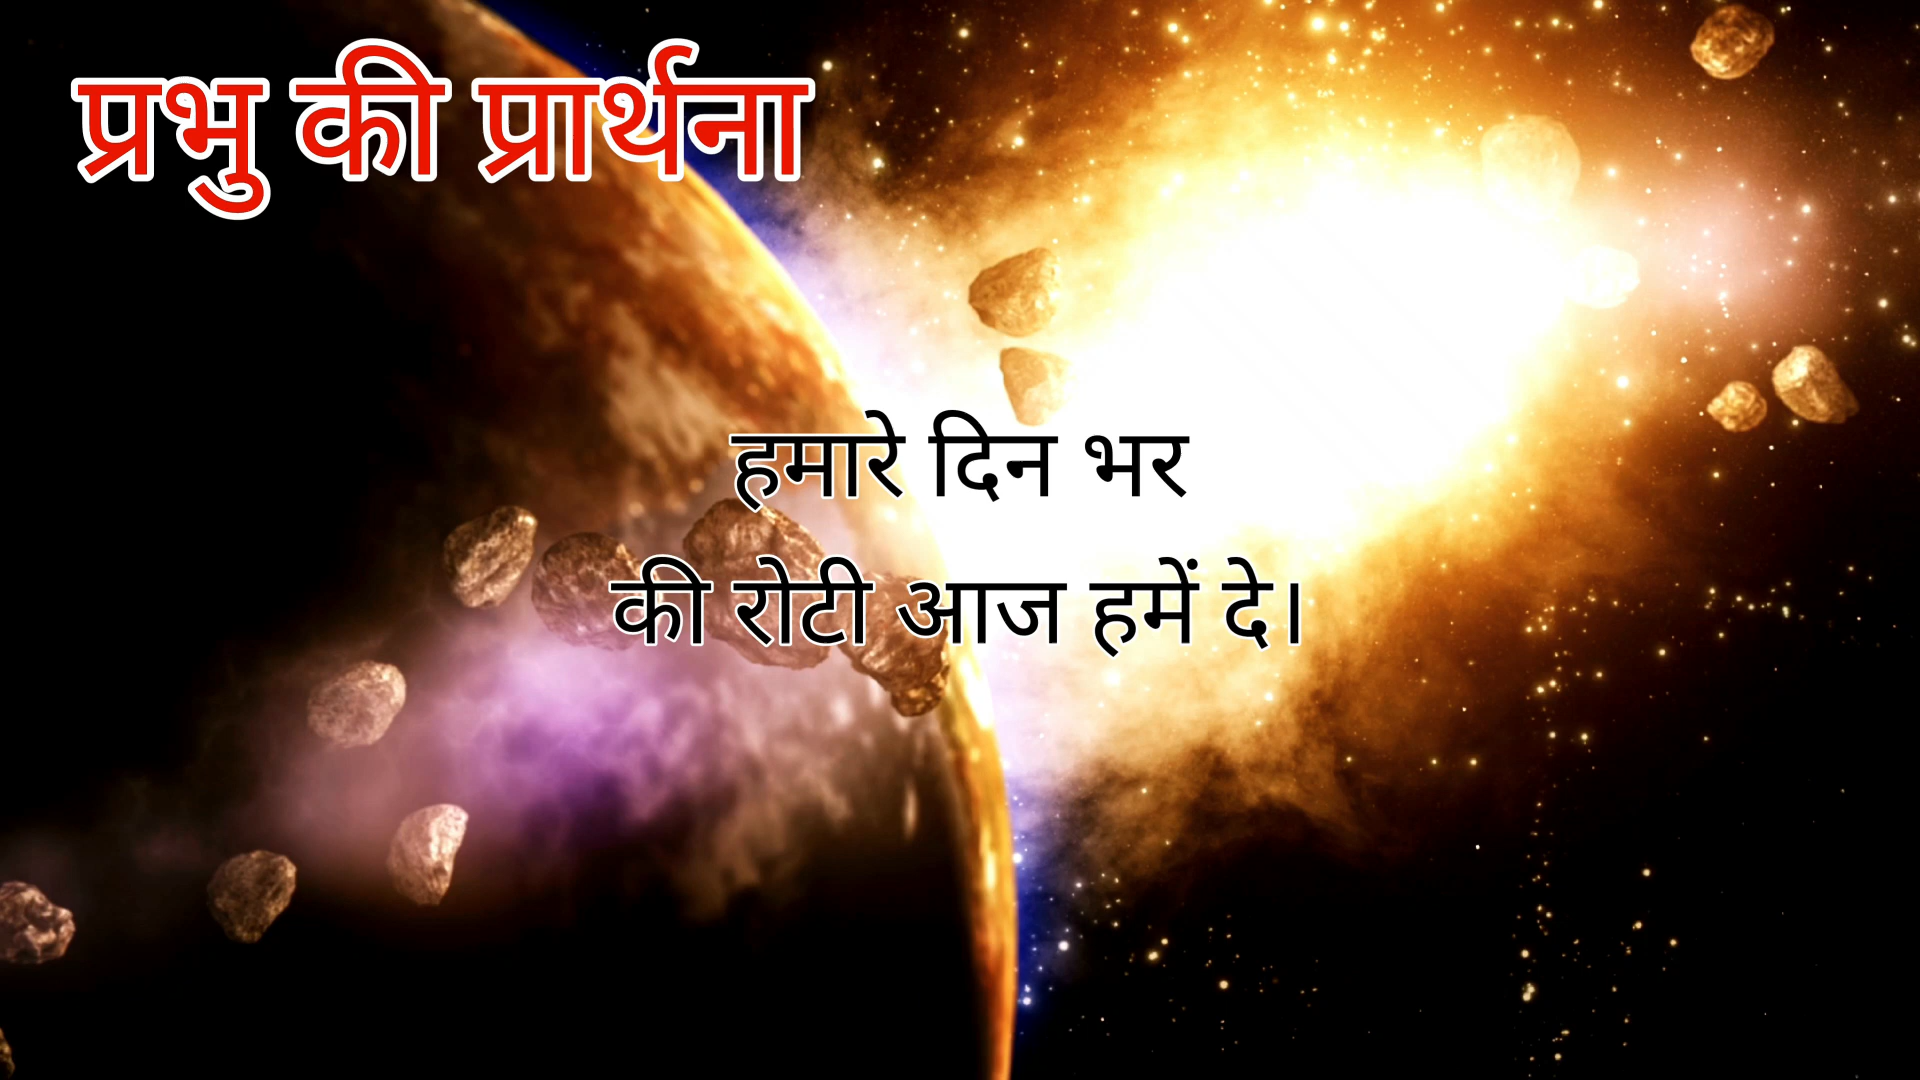 प्रभु की प्रार्थना
हमारे दिन भर
की रोटी आज हमें दे।